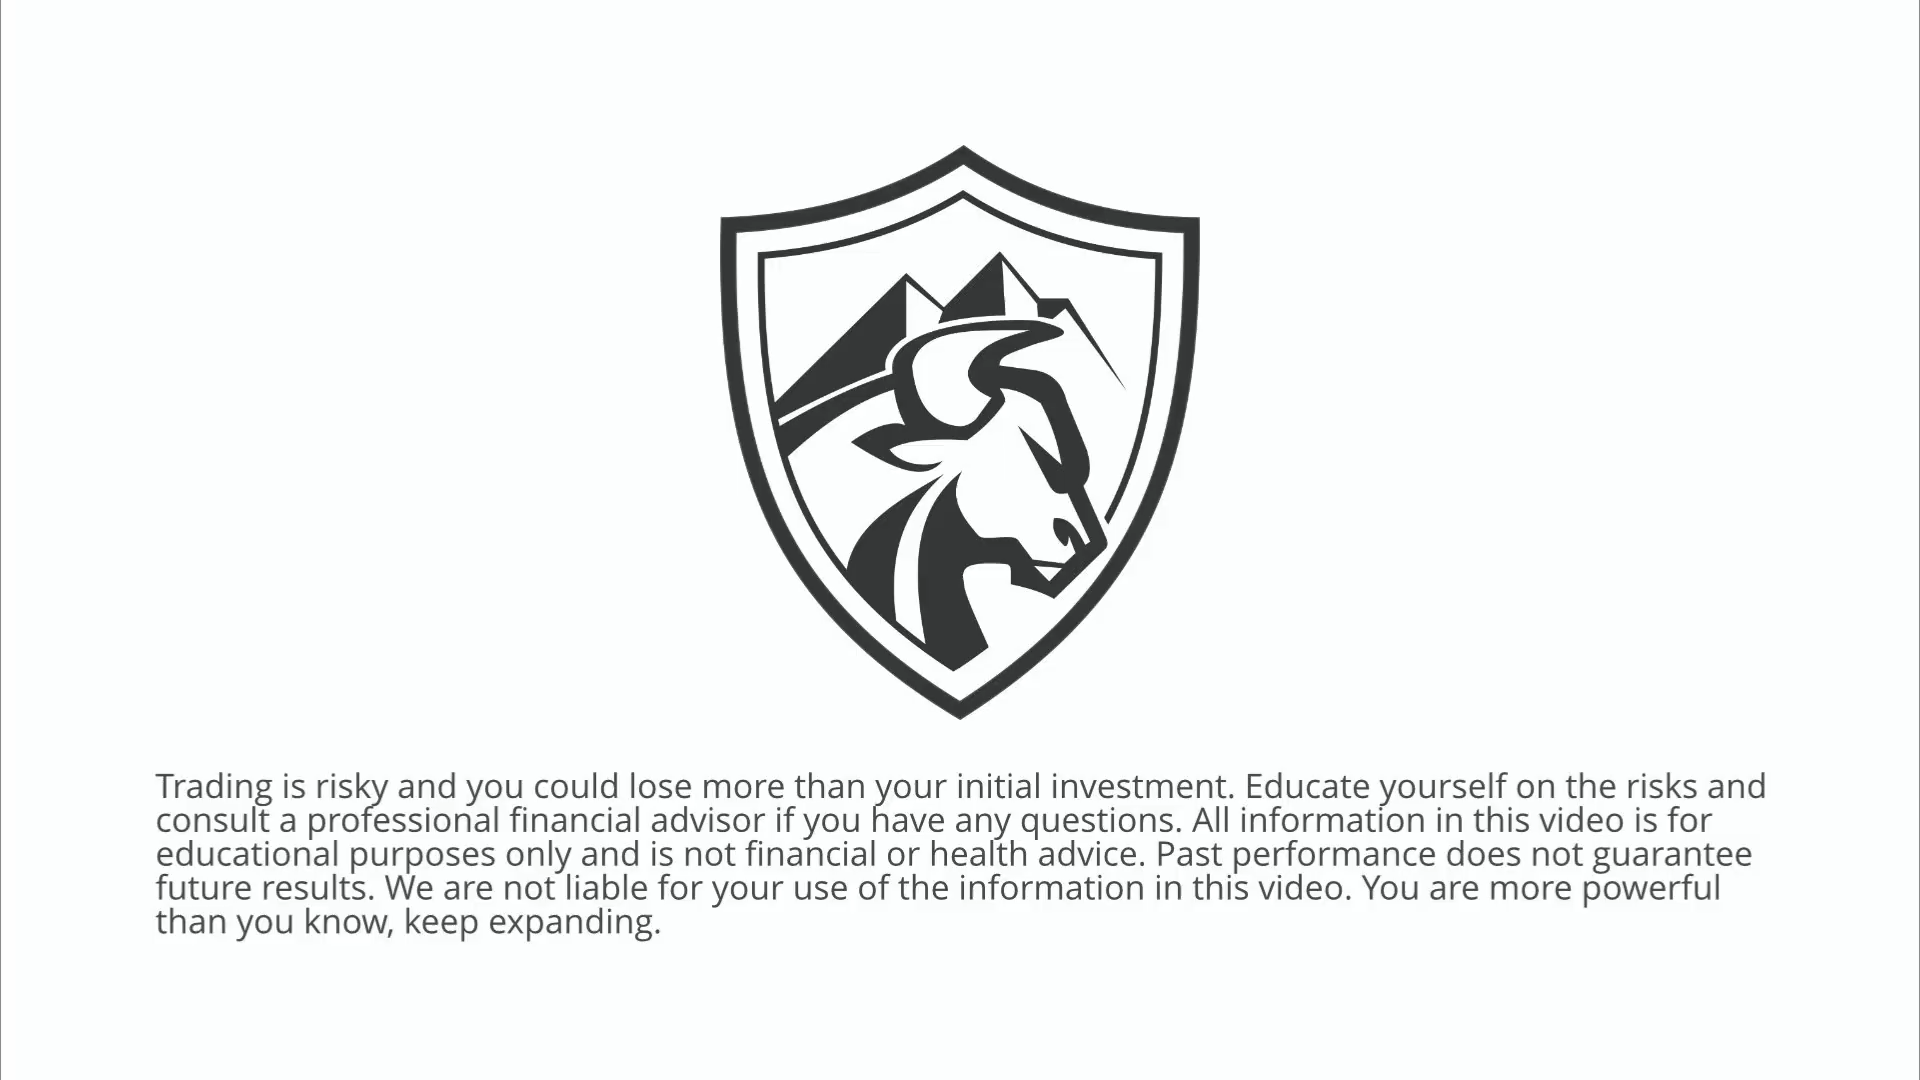 Trading is risky and you could lose more than your initial investment. Educate yourself on the risks and
consult a professional financial advisor if you have any questions. All information in this video is for
educational purposes only and is not financial or health advice. Past performance does not guarantee
future results. We are not liable for your use of the information in this video. You are more powerful
than you know, keep expanding.